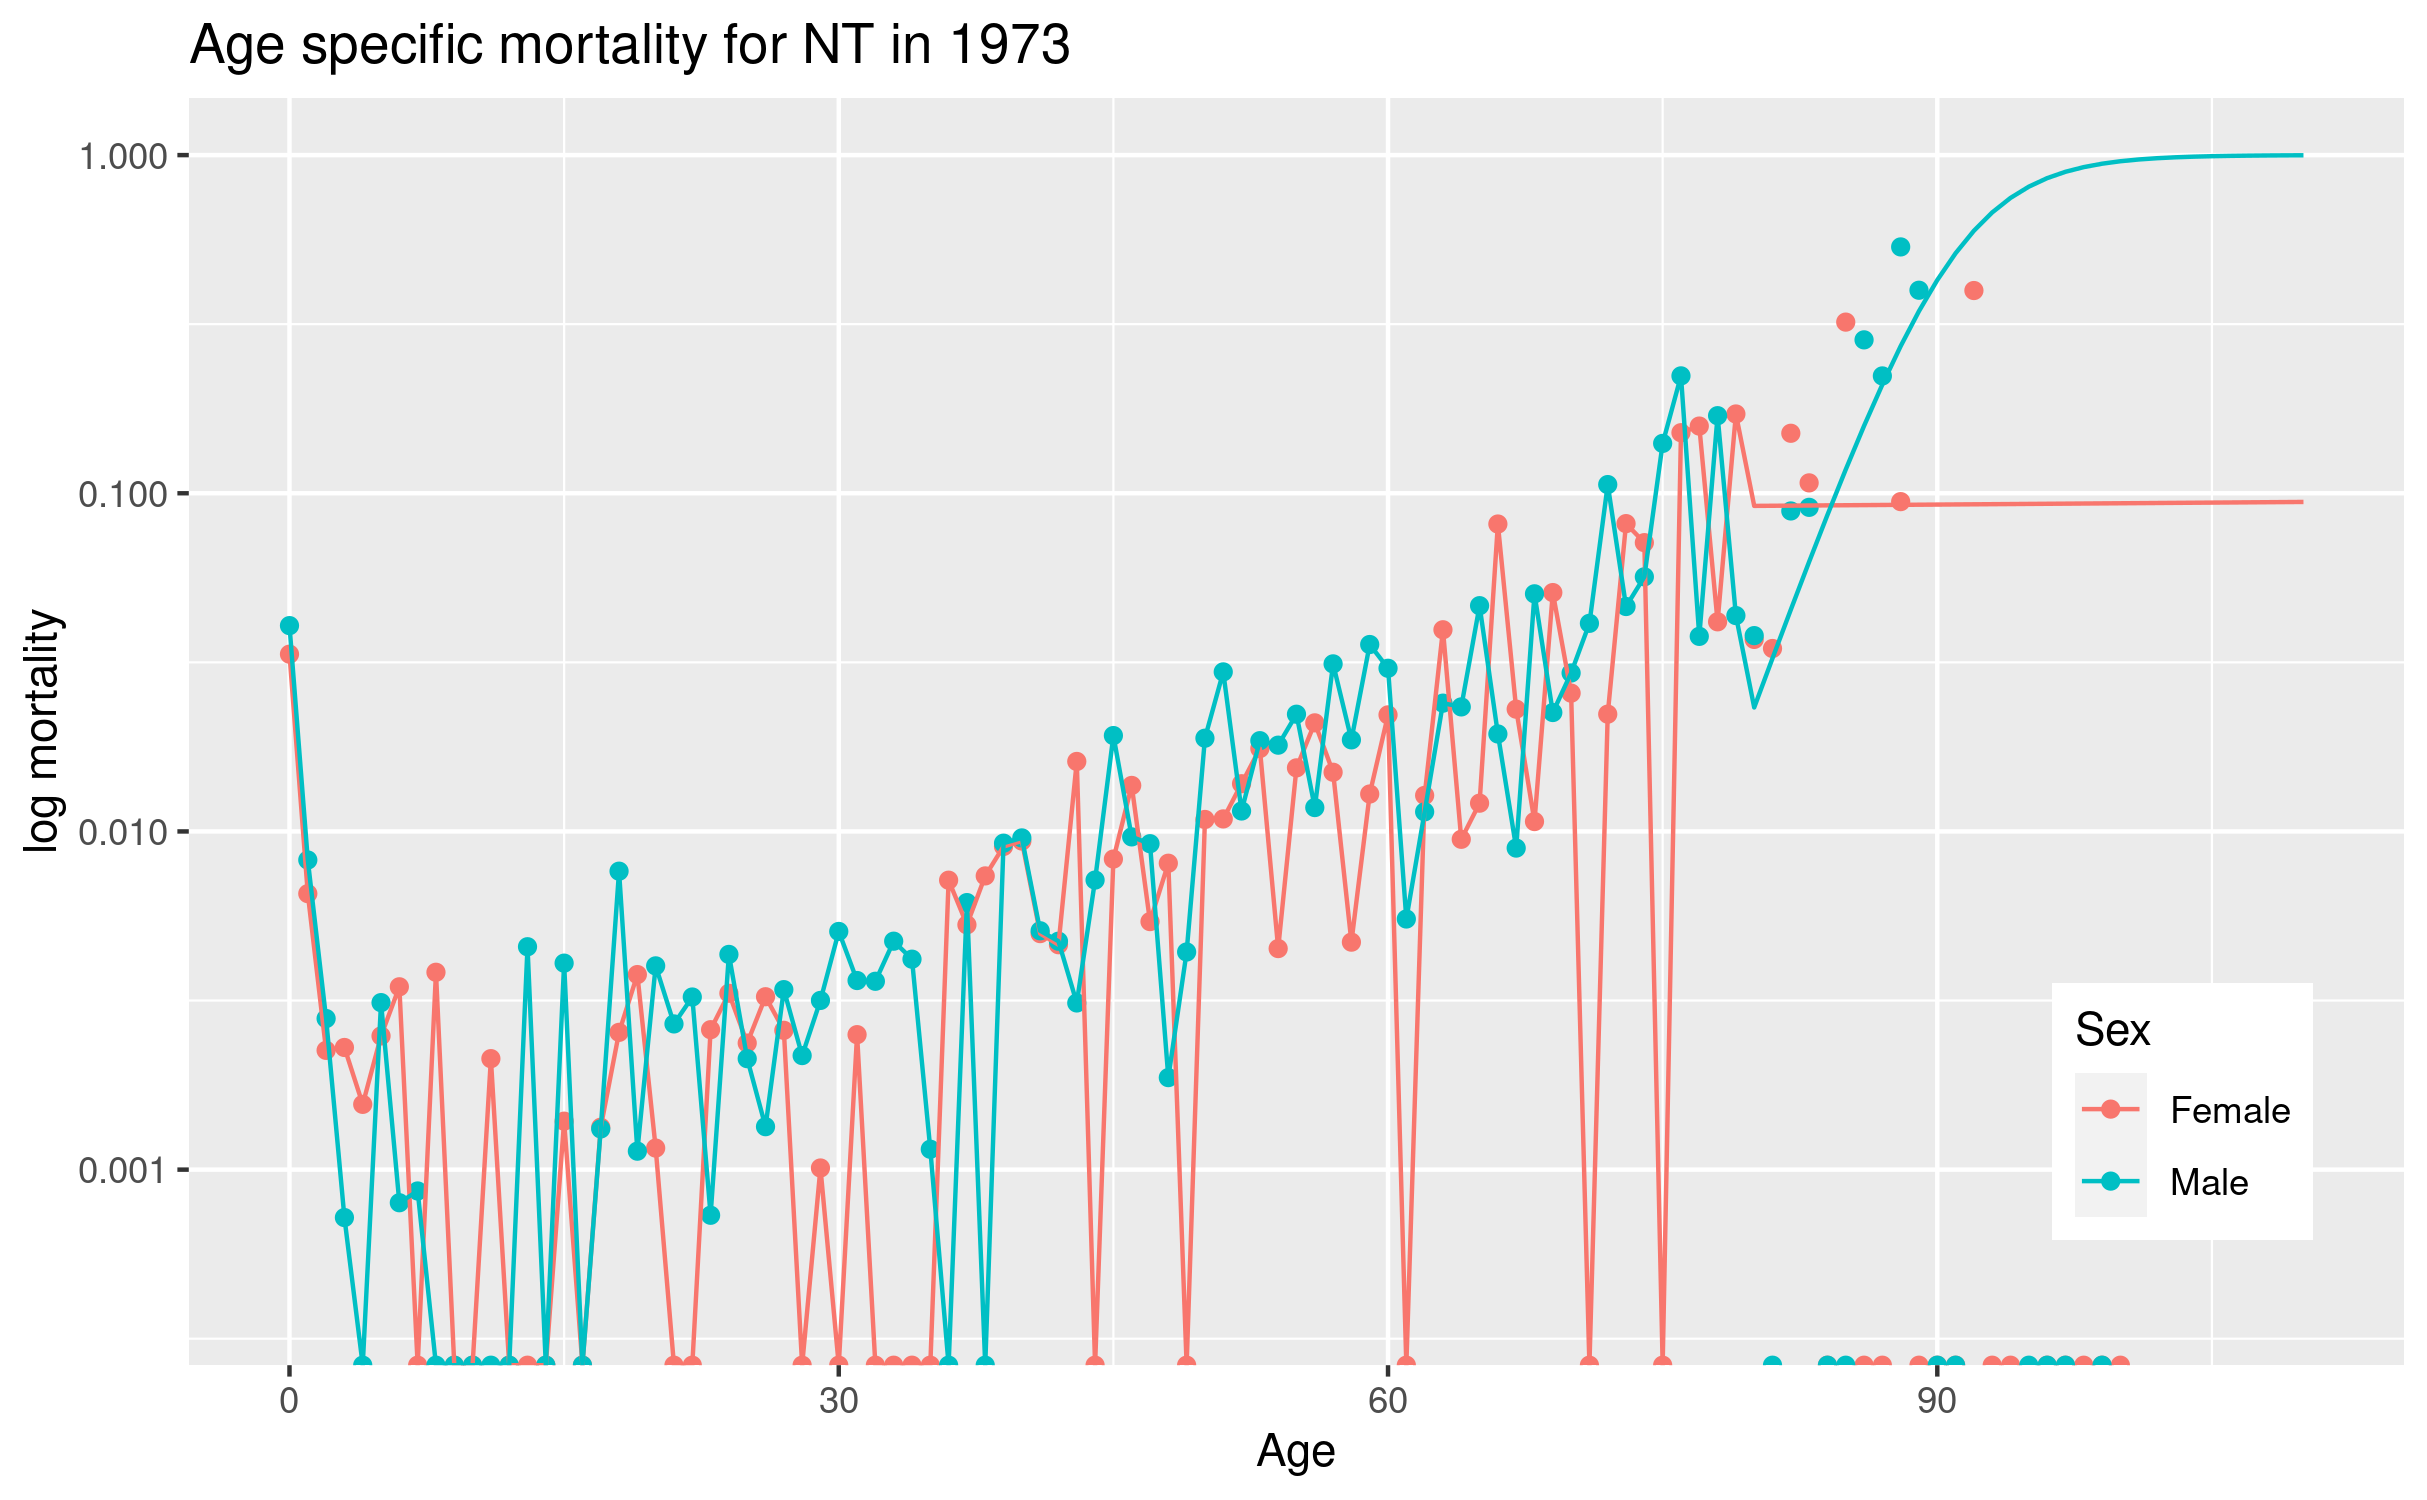 Age specific mortality for NT in 1973
1.000
0.100
0.010
0.001
log mortality
0
30
60
90
Age
Sex
Female
Male